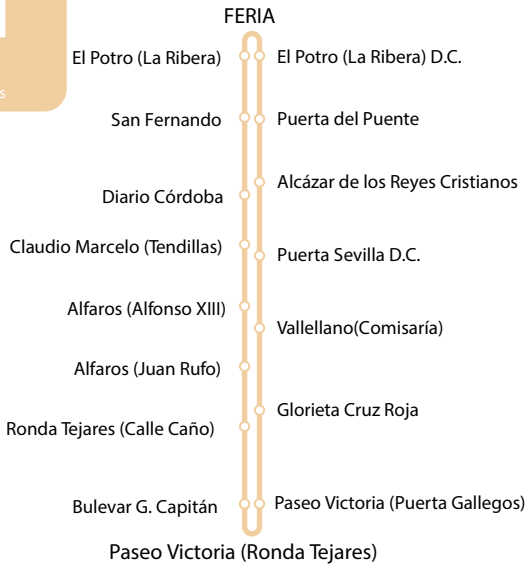 FERIA
El Potro (La Ribera)
El Potro (La Ribera) D.C.
San Fernando
Puerta del Puente
Diario Córdoba
Alcázar de los Reyes Cristianos
Claudio Marcelo (Tendillas)
Puerta Sevilla D.C.
Alfaros (Alfonso XIII)
Vallellano(Comisaría)
Alfaros (Juan Rufo)
Glorieta Cruz Roja
Ronda Tejares (Calle Caño)
Bulevar G. Capitán
Paseo Victoria (Puerta Gallegos)
Paseo Victoria (Ronda Tejares)